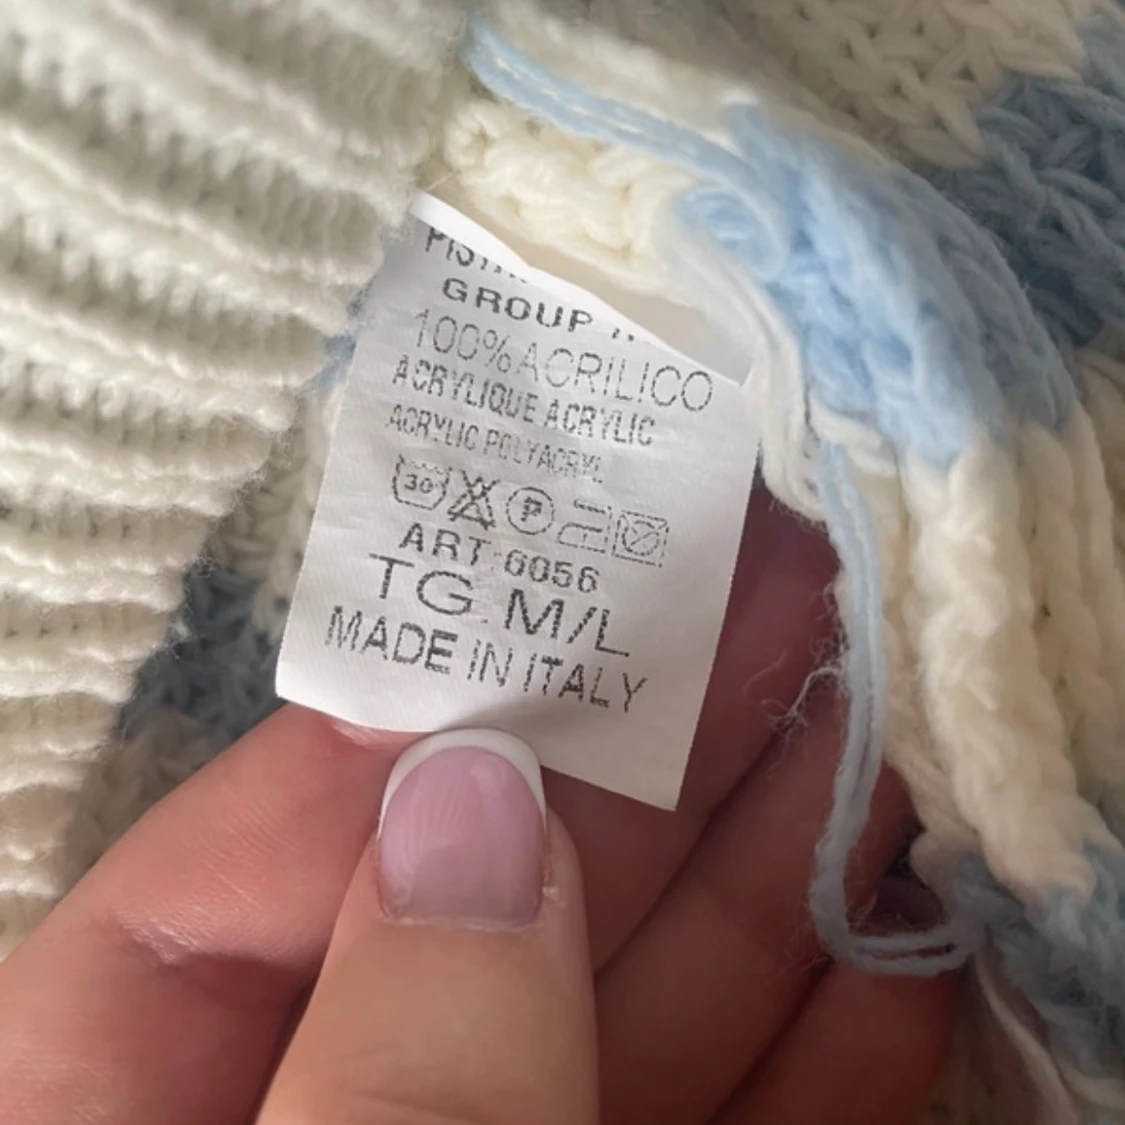 GROUP
100% ACRILICO
ACRYLIQUE ACRYLIC
ACRYLIC POLYACRYL
30 P
ART 6056
TG. M/L
MADE IN ITALY